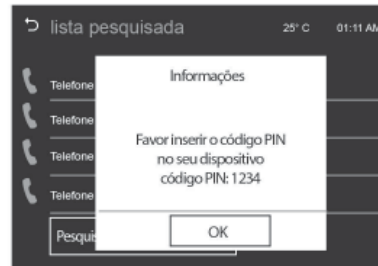 lista pesquisada 25° C 01:11 AM
Informações
Telefone
Telefone
Favor inserir o código PIN
no seu dispositivo
código PIN: 1234
Telefone
Telefone
OK